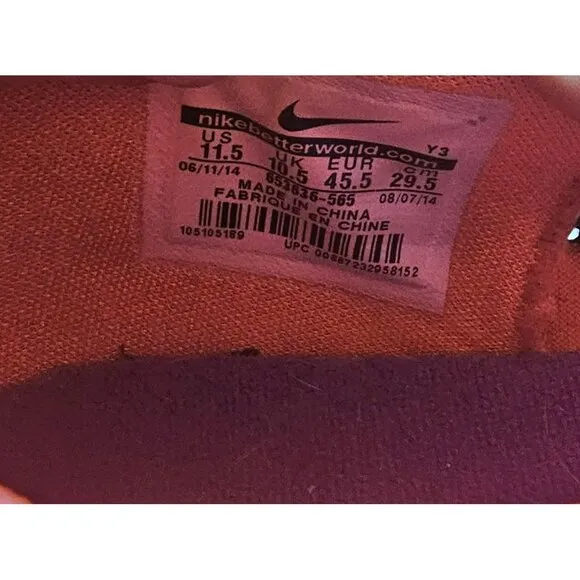 nikebetterworld.com Y3
US UK EUR cm
11.5 10.5 45.5 29.5
06/11/14 653636-565 08/07/14
MADE IN CHINA
FABRIQUE EN CHINE
105105189
UPC 00887232958152